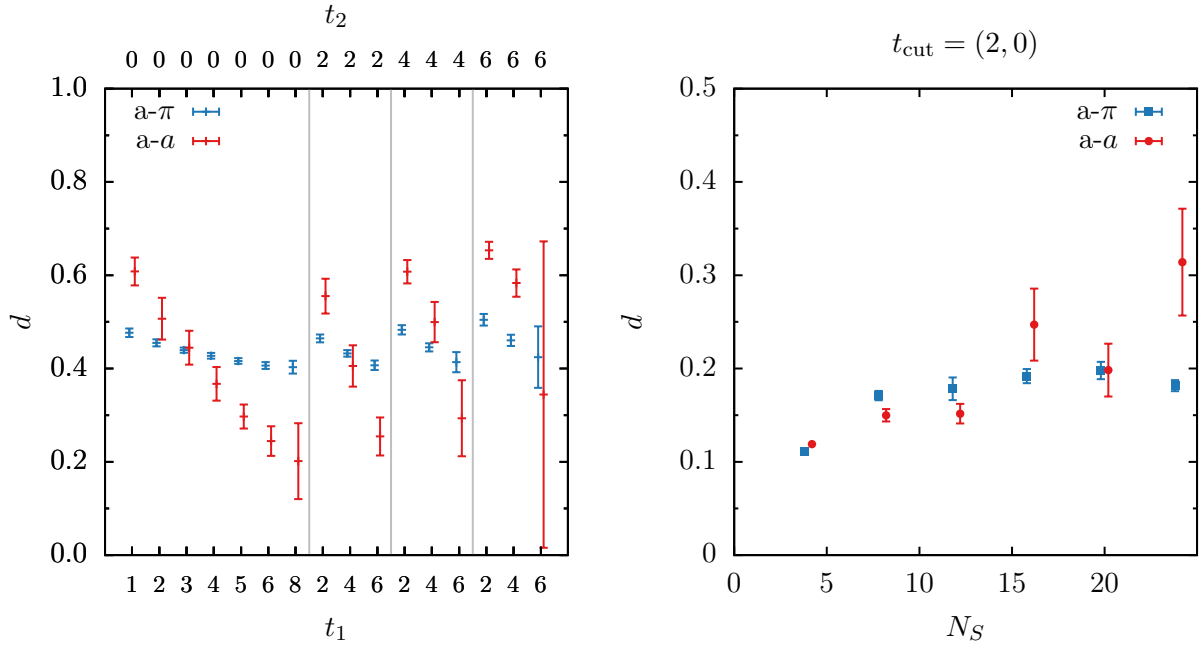 t2
0 0 0 0 0 0 0 2 2 2 4 4 4 6 6 6
1.0
0.8
0.6
0.4
0.2
0.0
d
a-π
a-a
1 2 3 4 5 6 8 2 4 6 2 4 6 2 4 6
t1
tcut = (2, 0)
0.5
0.4
0.3
0.2
0.1
0
d
a-π
a-a
0 5 10 15 20
NS